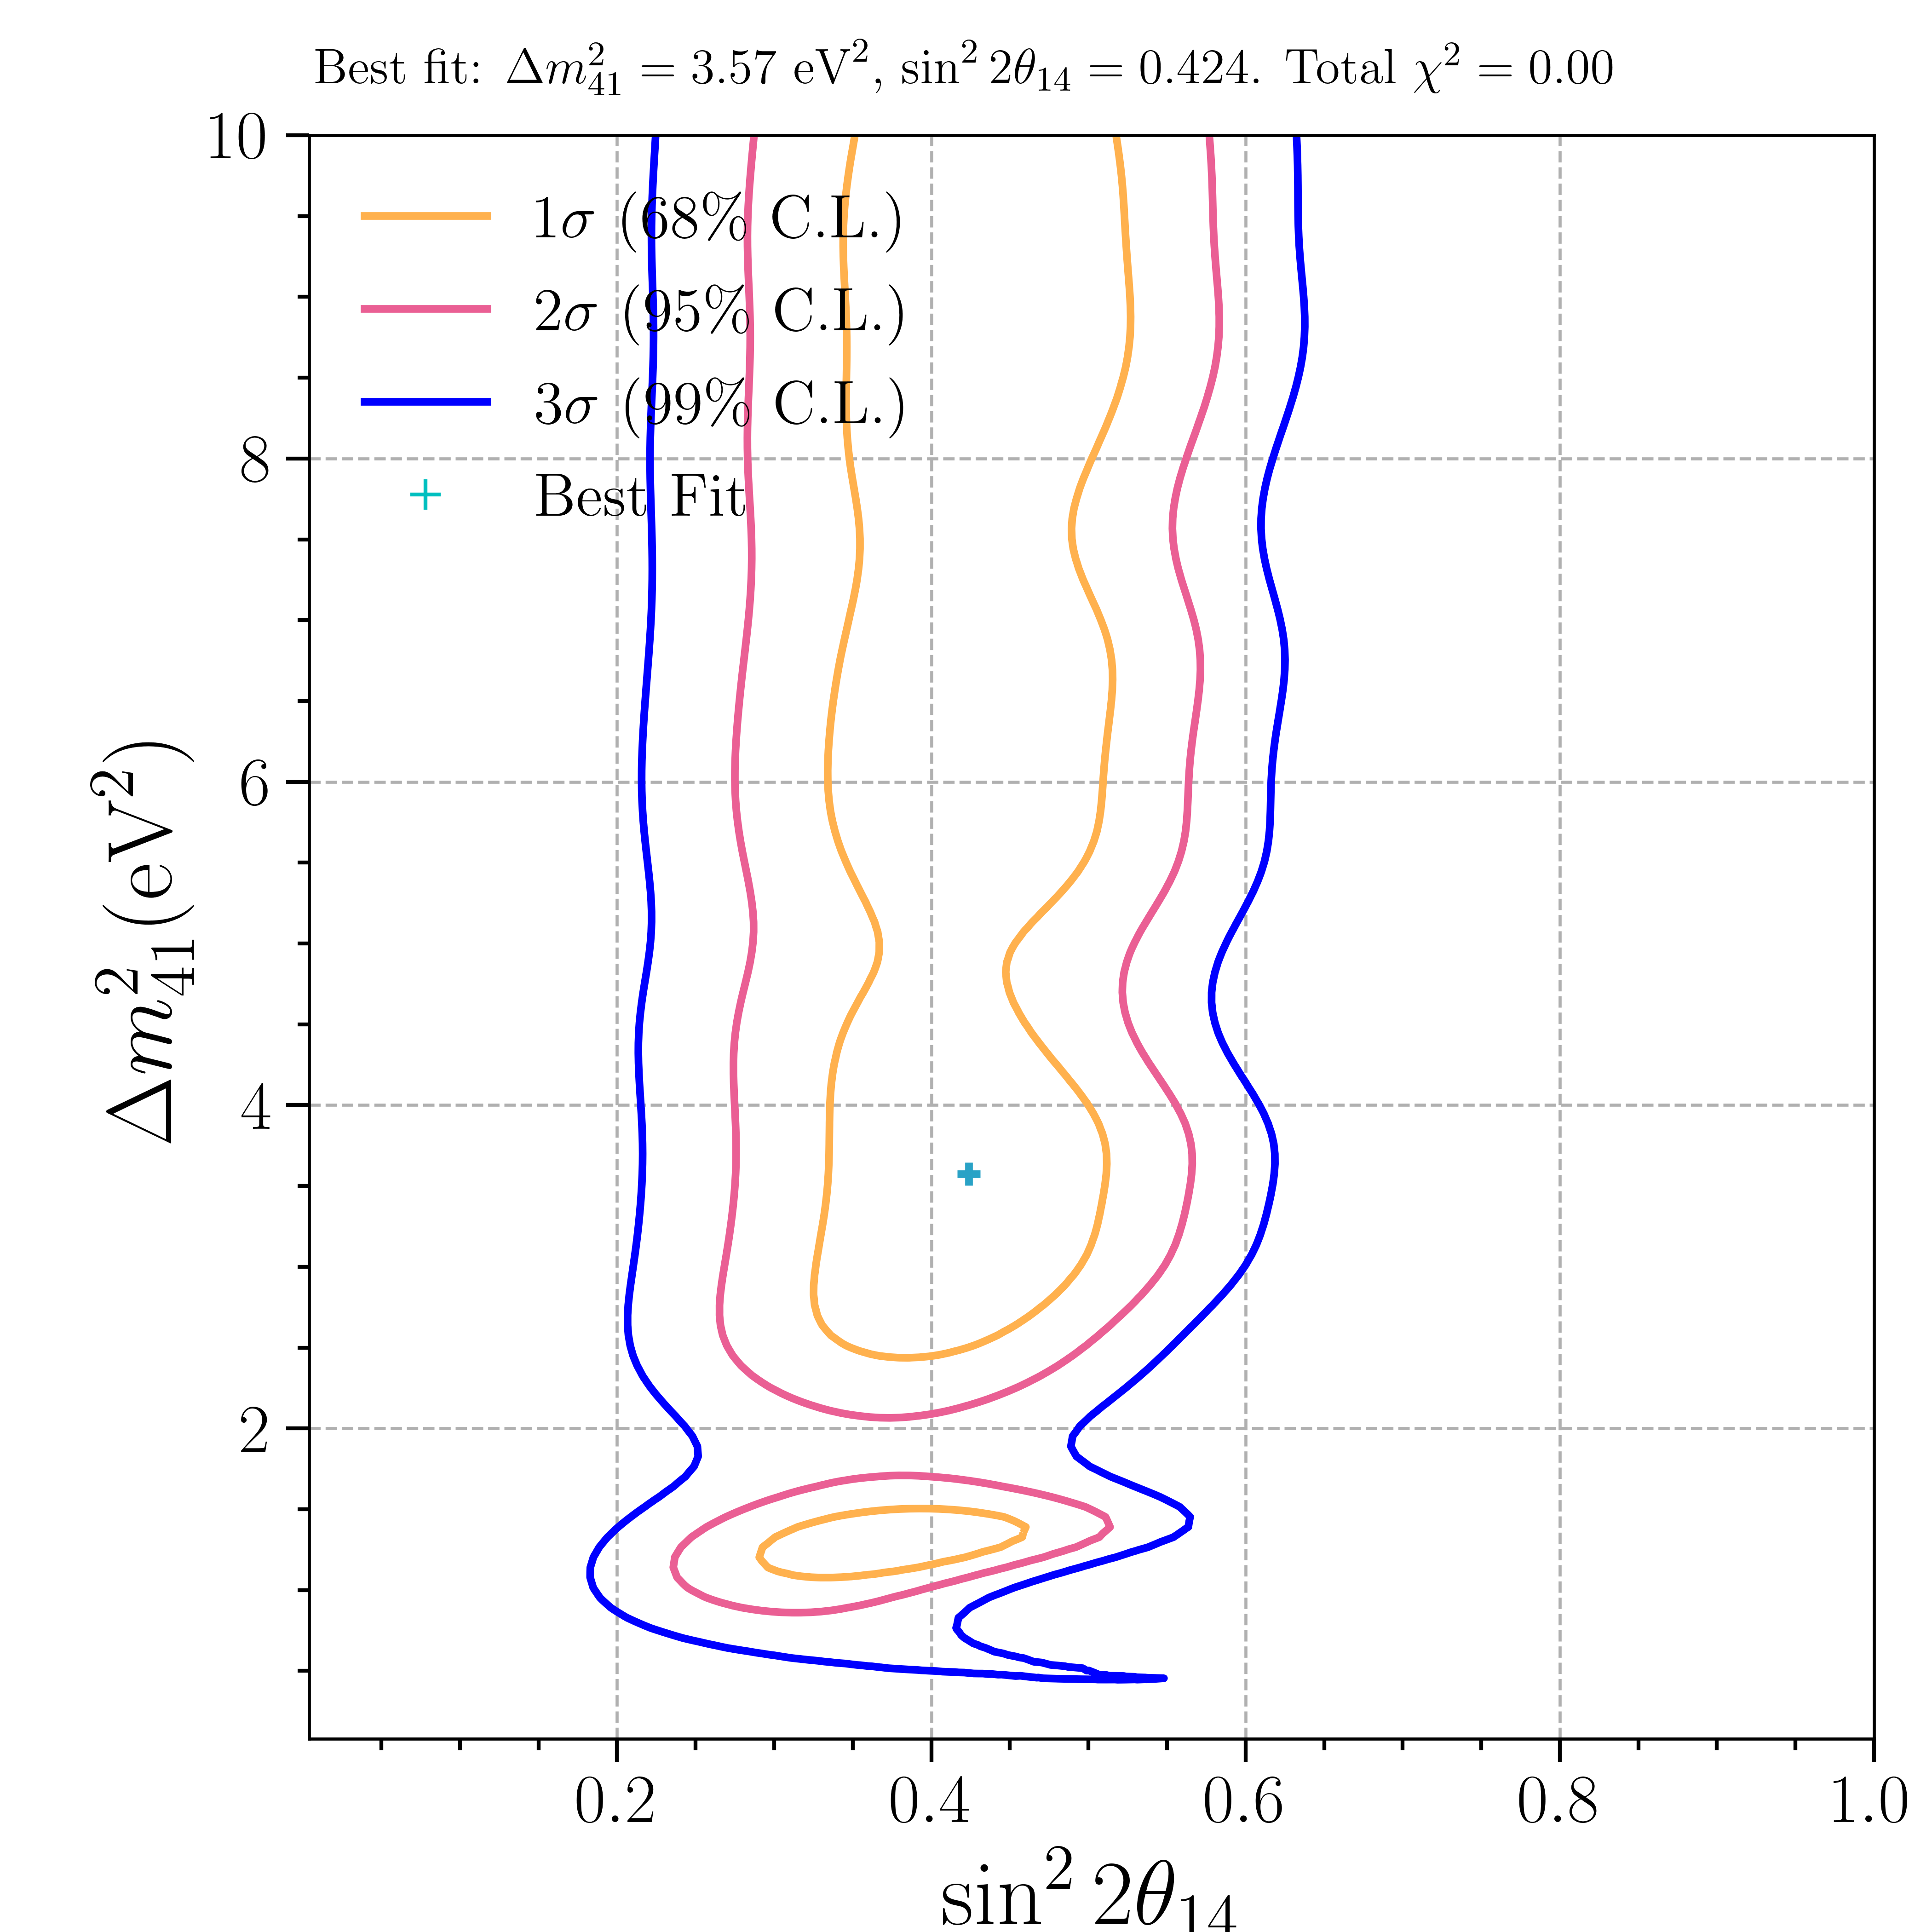 Best fit: Δm²₄₁ = 3.57 eV², sin² 2θ₁₄ = 0.424. Total χ² = 0.00
1σ (68% C.L.)
2σ (95% C.L.)
3σ (99% C.L.)
Best Fit
10
8
6
4
2
Δm²₄₁(eV²)
0.2 0.4 0.6 0.8 1.0
sin² 2θ₁₄